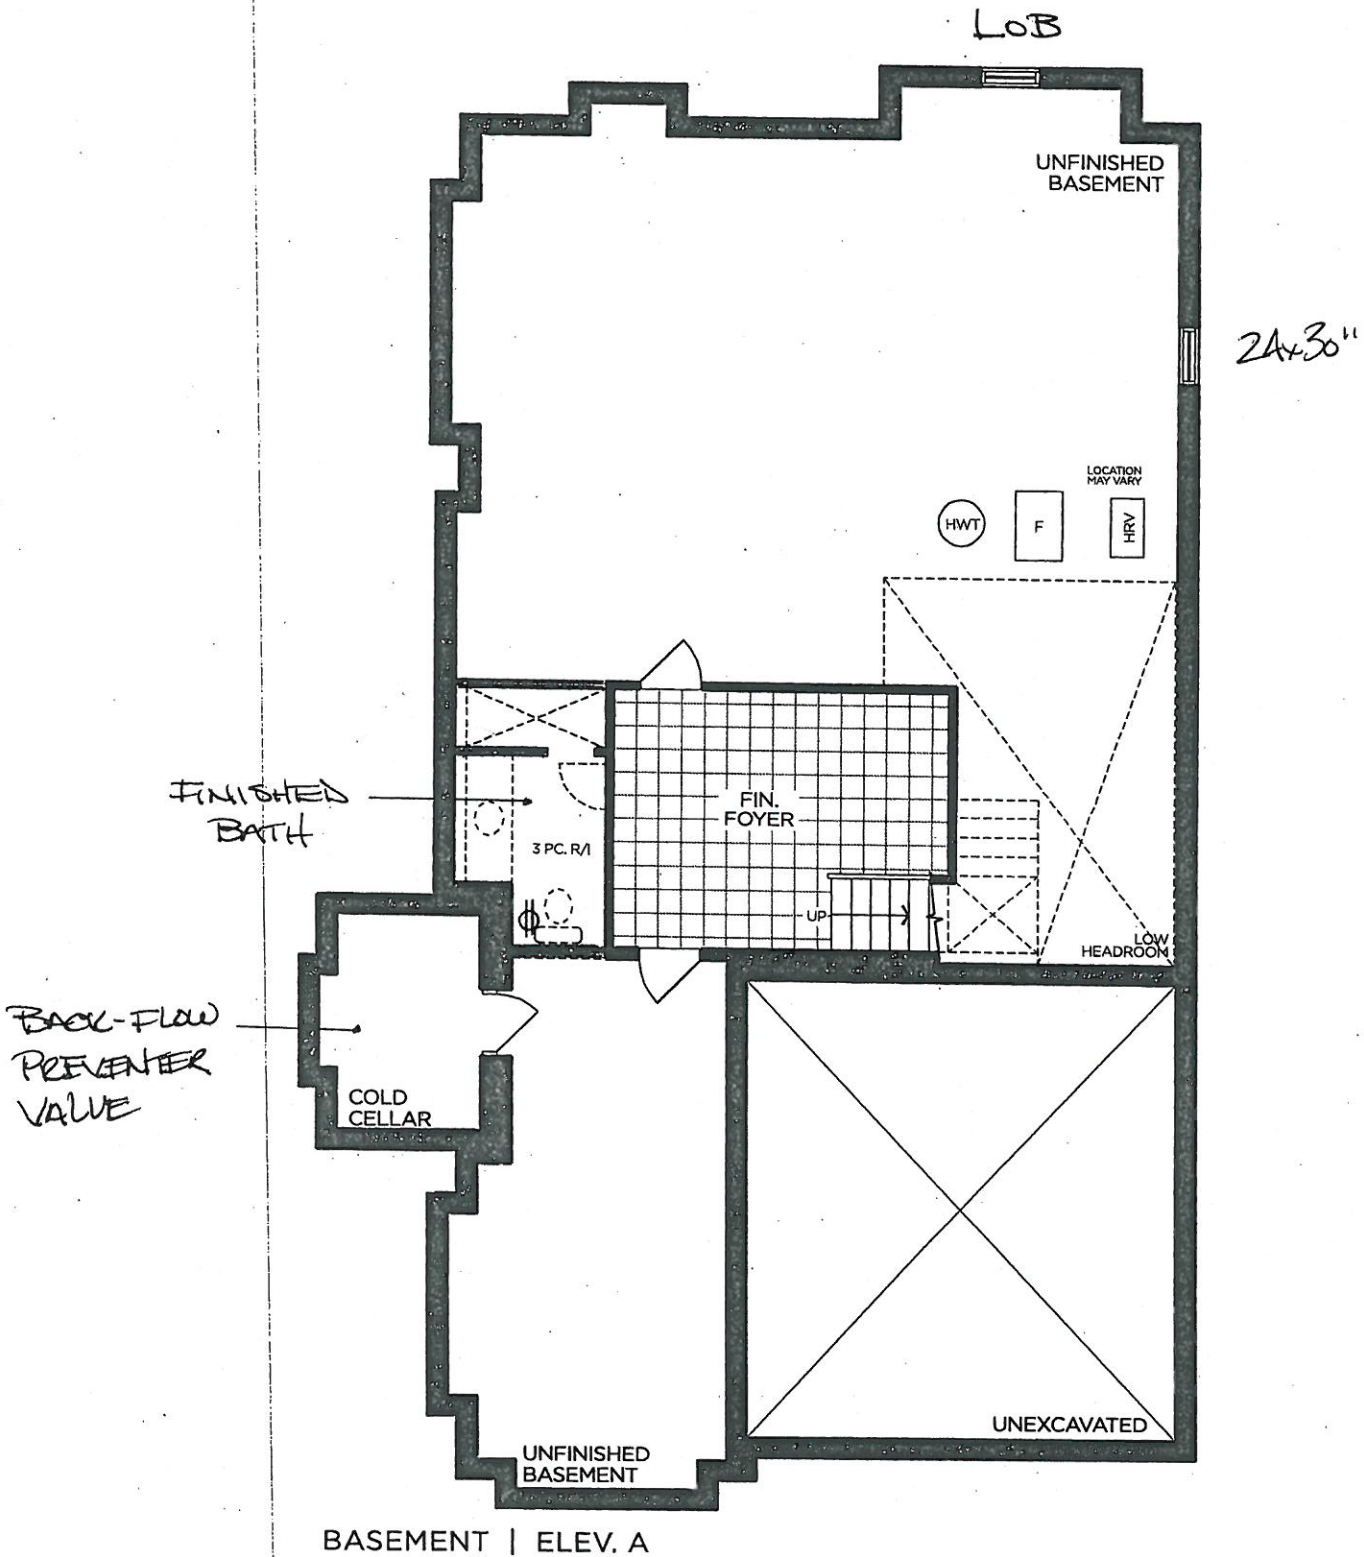 LOB
UNFINISHED
BASEMENT
24x30"
LOCATION
MAY VARY
HWT
F
HRV
FINISHED
BATH
FIN.
FOYER
3 PC. R/I
UP
LOW
HEADROOM
BACK-FLOW
PREVENTER
VALUE
COLD
CELLAR
UNEXCAVATED
UNFINISHED
BASEMENT
BASEMENT | ELEV. A